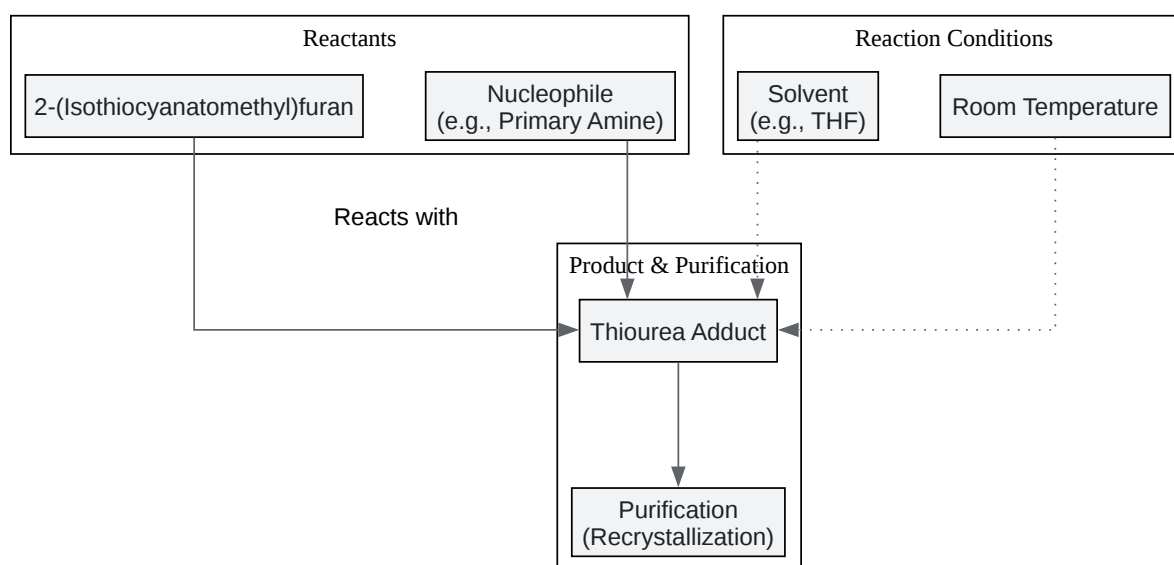 Reactants
2-(Isothiocyanatomethyl)furan
Nucleophile
(e.g., Primary Amine)
Reaction Conditions
Solvent
(e.g., THF)
Room Temperature
Reacts with
Product & Purification
Thiourea Adduct
Purification
(Recrystallization)